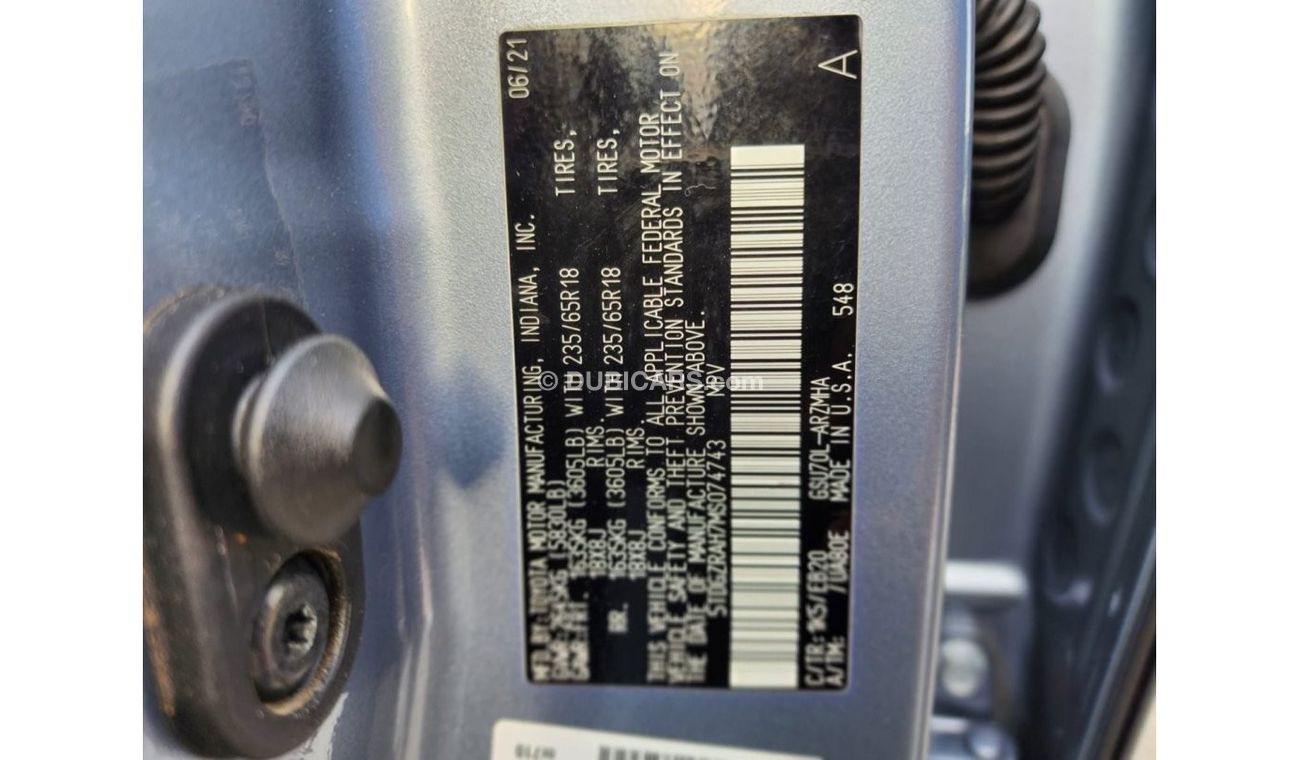 MFD.BY:TOYOTA MOTOR MANUFACTURING, INDIANA, INC. 06/21
GVWR:2645KG (5830LB)
GAWR:FRT. 1635KG (3605LB) WITH 235/65R18 TIRES,
18X8J RIMS.
RR. 1635KG (3605LB) WITH 235/65R18 TIRES,
18X8J RIMS.
THIS VEHICLE CONFORMS TO ALL APPLICABLE FEDERAL MOTOR
VEHICLE SAFETY AND THEFT PREVENTION STANDARDS IN EFFECT ON
THE DATE OF MANUFACTURE SHOWN ABOVE.
5TDGZRAH7MS074743 MPV
C/TR:1K5/EB20 GSU70L-ARZMHA A
A/TM: /UA80E MADE IN U.S.A. 548
© DUBICARS.com